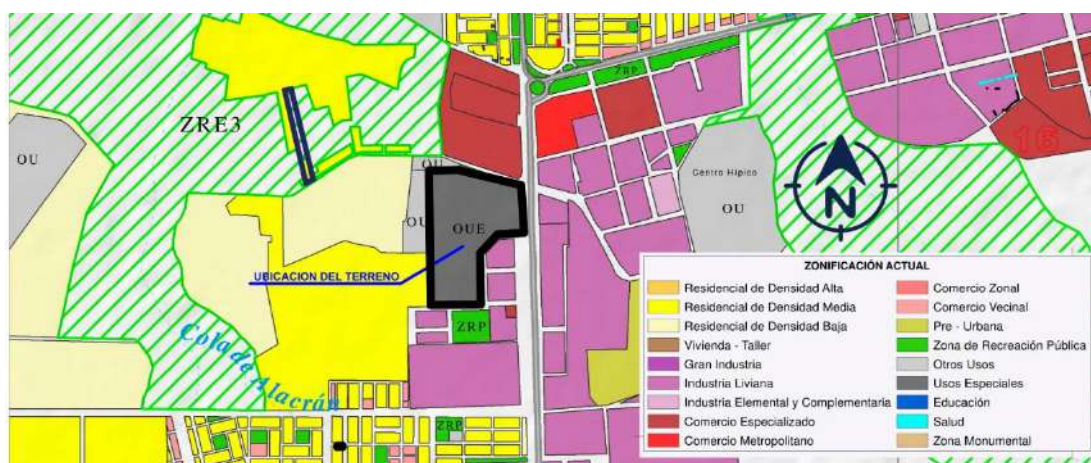 ZRP
ZRE3
16
OU
OU
Centro Hípico
OU
N
OU
OUE
UBICACION DEL TERRENO
ZRP
Cola de Alacrán
ZRP
ZONIFICACIÓN ACTUAL
Residencial de Densidad Alta
Residencial de Densidad Media
Residencial de Densidad Baja
Vivienda - Taller
Gran Industria
Industria Liviana
Industria Elemental y Complementaria
Comercio Especializado
Comercio Metropolitano
Comercio Zonal
Comercio Vecinal
Pre - Urbana
Zona de Recreación Pública
Otros Usos
Usos Especiales
Educación
Salud
Zona Monumental